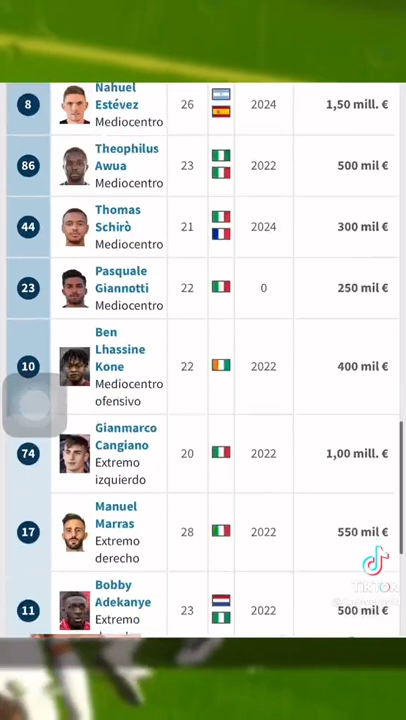 8 Nahuel Estévez 26 2024 1,50 mill. €
Mediocentro
86 Theophilus Awua 23 2022 500 mil €
Mediocentro
44 Thomas Schirò 21 2024 300 mil €
Mediocentro
23 Pasquale Giannotti 22 0 250 mil €
Mediocentro
10 Ben Lhassine Kone 22 2022 400 mil €
Mediocentro ofensivo
74 Gianmarco Cangiano 20 2022 1,00 mill. €
Extremo izquierdo
17 Manuel Marras 28 2022 550 mil €
Extremo derecho
11 Bobby Adekanye 23 2022 500 mil €
Extremo
TikTok